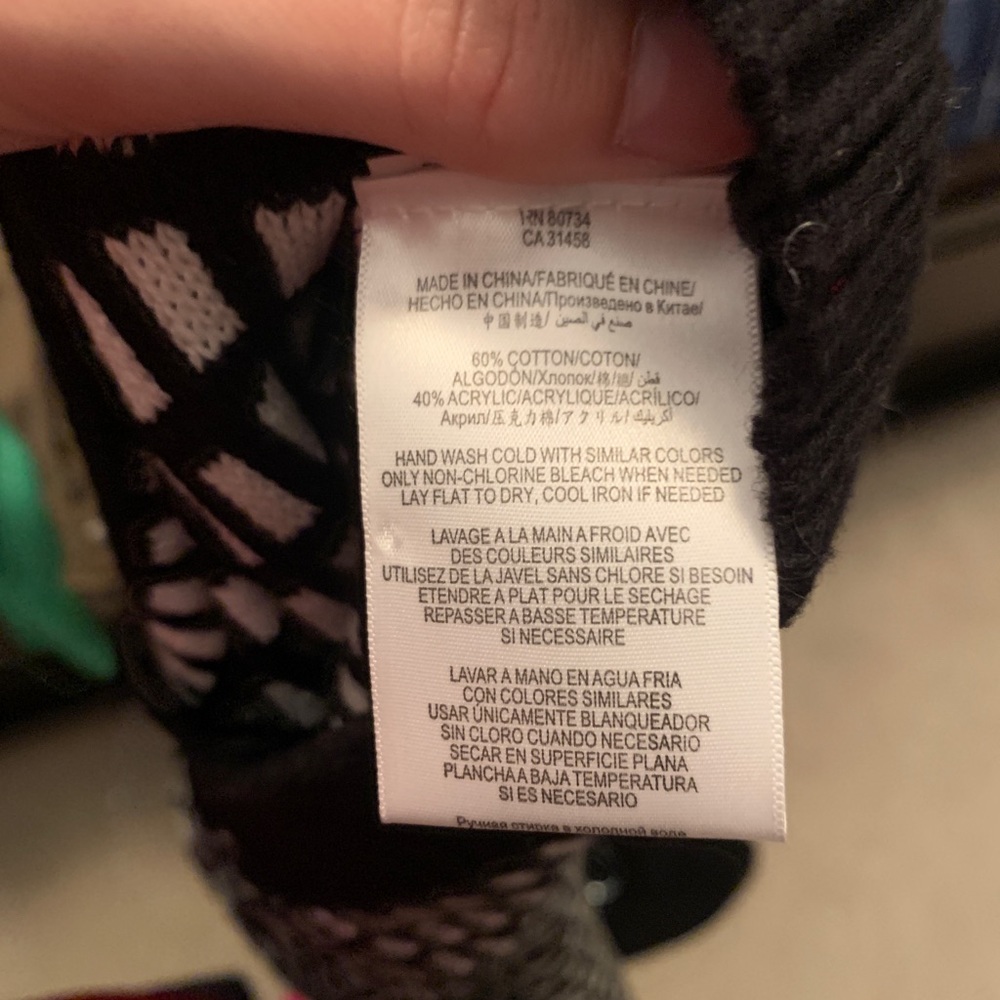 RN 80734
CA 31458
MADE IN CHINA/FABRIQUÉ EN CHINE/
HECHO EN CHINA/Произведено в Китае/
中国制造/ صنع في الصين
60% COTTON/COTON/
ALGODÓN/Хлопок/棉/綿/قطن
40% ACRYLIC/ACRYLIQUE/ACRÍLICO/
Акрил/压克力棉/アクリル/اكريليك
HAND WASH COLD WITH SIMILAR COLORS
ONLY NON-CHLORINE BLEACH WHEN NEEDED
LAY FLAT TO DRY, COOL IRON IF NEEDED
LAVAGE A LA MAIN A FROID AVEC
DES COULEURS SIMILAIRES
UTILISEZ DE LA JAVEL SANS CHLORE SI BESOIN
ETENDRE A PLAT POUR LE SECHAGE
REPASSER A BASSE TEMPERATURE
SI NECESSAIRE
LAVAR A MANO EN AGUA FRIA
CON COLORES SIMILARES
USAR ÚNICAMENTE BLANQUEADOR
SIN CLORO CUANDO NECESARIO
SECAR EN SUPERFICIE PLANA
PLANCHA A BAJA TEMPERATURA
SI ES NECESARIO
Ручная стирка в холодной воде